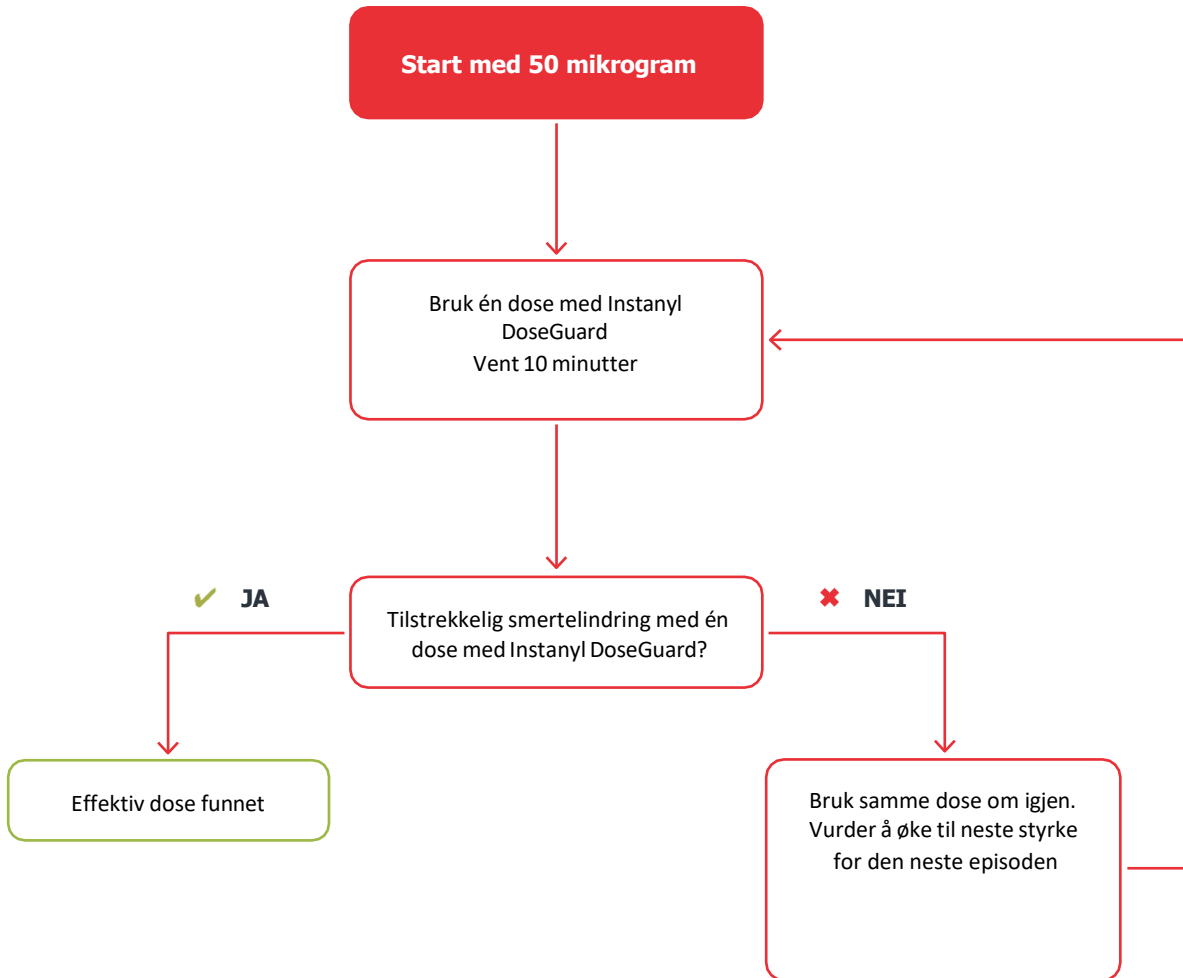 Start med 50 mikrogram
Bruk én dose med Instanyl
DoseGuard
Vent 10 minutter
JA
NEI
Tilstrekkelig smertelindring med én
dose med Instanyl DoseGuard?
Effektiv dose funnet
Bruk samme dose om igjen.
Vurder å øke til neste styrke
for den neste episoden